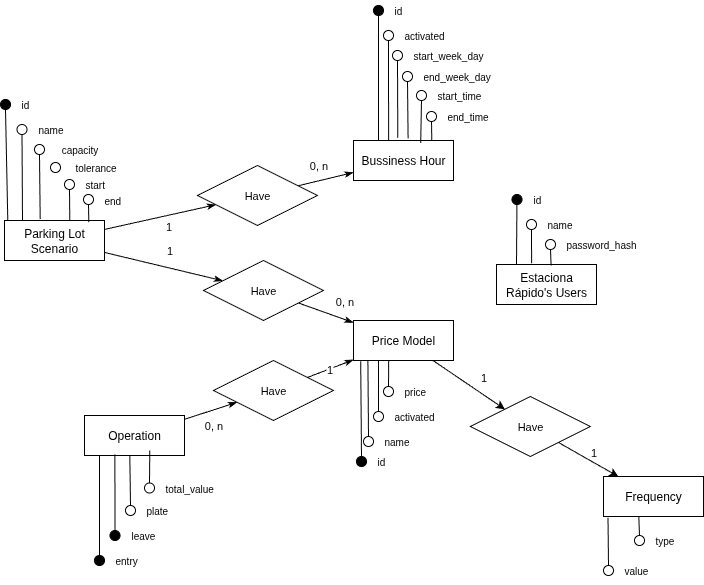 id
activated
start_week_day
end_week_day
start_time
end_time
Bussiness Hour
id
name
capacity
tolerance
start
end
Parking Lot
Scenario
1
Have
0, n
1
Have
0, n
id
name
password_hash
Estaciona
Rápido's Users
Price Model
price
activated
name
id
Operation
0, n
Have
1
total_value
plate
leave
entry
1
Have
1
Frequency
type
value